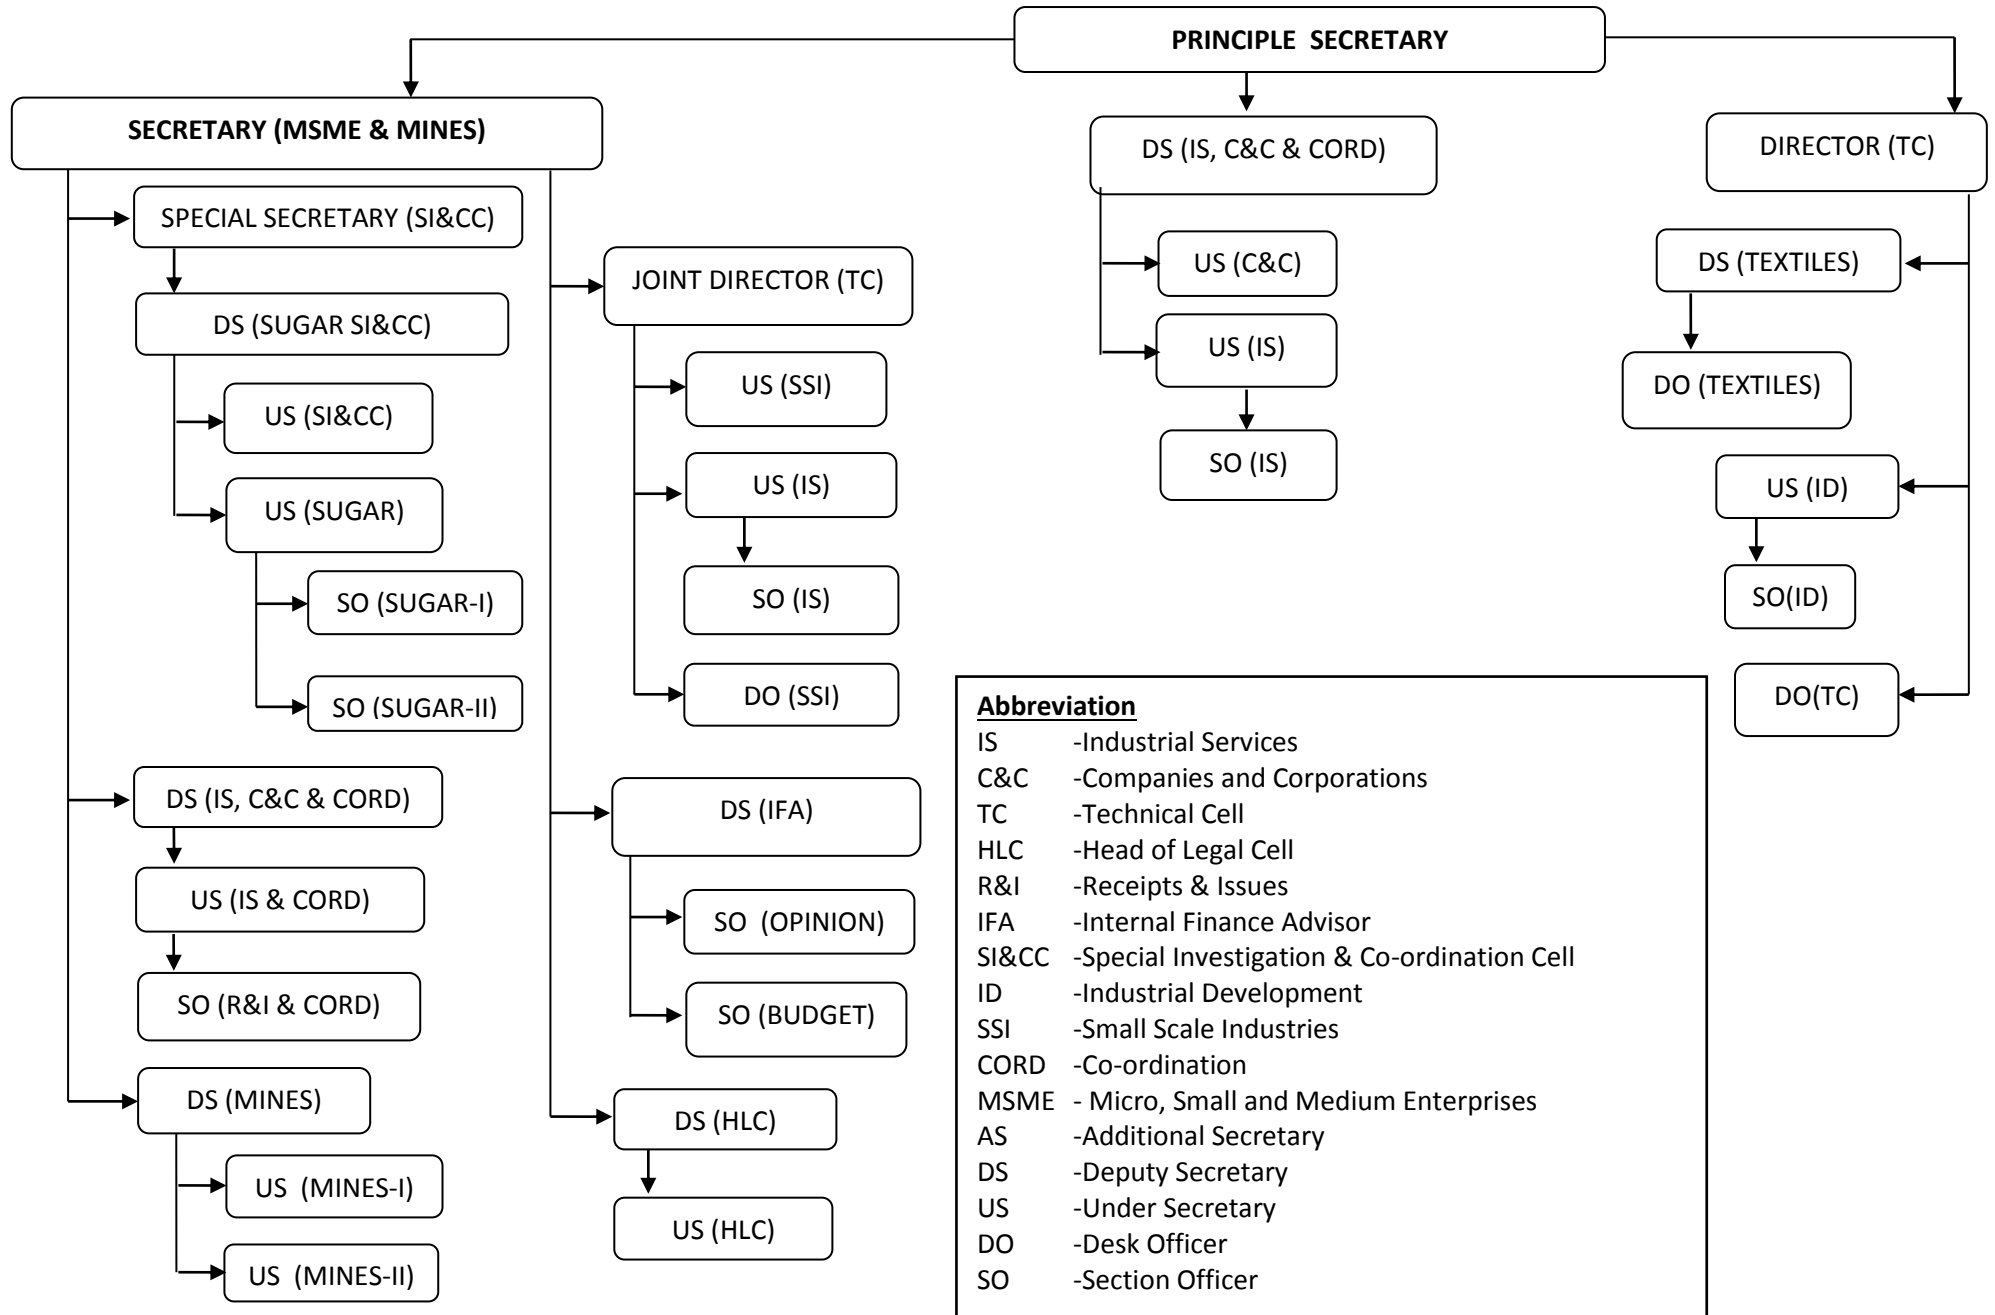 PRINCIPLE SECRETARY
SECRETARY (MSME & MINES)
SPECIAL SECRETARY (SI&CC)
DS (SUGAR SI&CC)
US (SI&CC)
US (SUGAR)
SO (SUGAR-I)
SO (SUGAR-II)
DS (IS, C&C & CORD)
US (IS & CORD)
SO (R&I & CORD)
DS (MINES)
US (MINES-I)
US (MINES-II)
JOINT DIRECTOR (TC)
US (SSI)
US (IS)
SO (IS)
DO (SSI)
DS (IFA)
SO (OPINION)
SO (BUDGET)
DS (HLC)
US (HLC)
DS (IS, C&C & CORD)
US (C&C)
US (IS)
SO (IS)
DIRECTOR (TC)
DS (TEXTILES)
DO (TEXTILES)
US (ID)
SO(ID)
DO(TC)
Abbreviation
IS -Industrial Services
C&C -Companies and Corporations
TC -Technical Cell
HLC -Head of Legal Cell
R&I -Receipts & Issues
IFA -Internal Finance Advisor
SI&CC -Special Investigation & Co-ordination Cell
ID -Industrial Development
SSI -Small Scale Industries
CORD -Co-ordination
MSME - Micro, Small and Medium Enterprises
AS -Additional Secretary
DS -Deputy Secretary
US -Under Secretary
DO -Desk Officer
SO -Section Officer